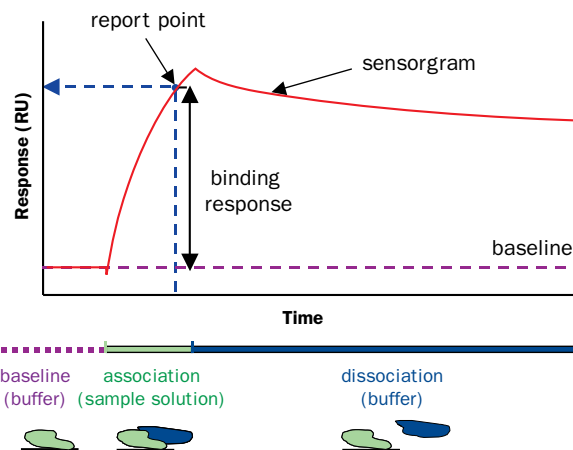 report point
sensorgram
Response (RU)
binding
response
baseline
Time
baseline
(buffer)
association
(sample solution)
dissociation
(buffer)